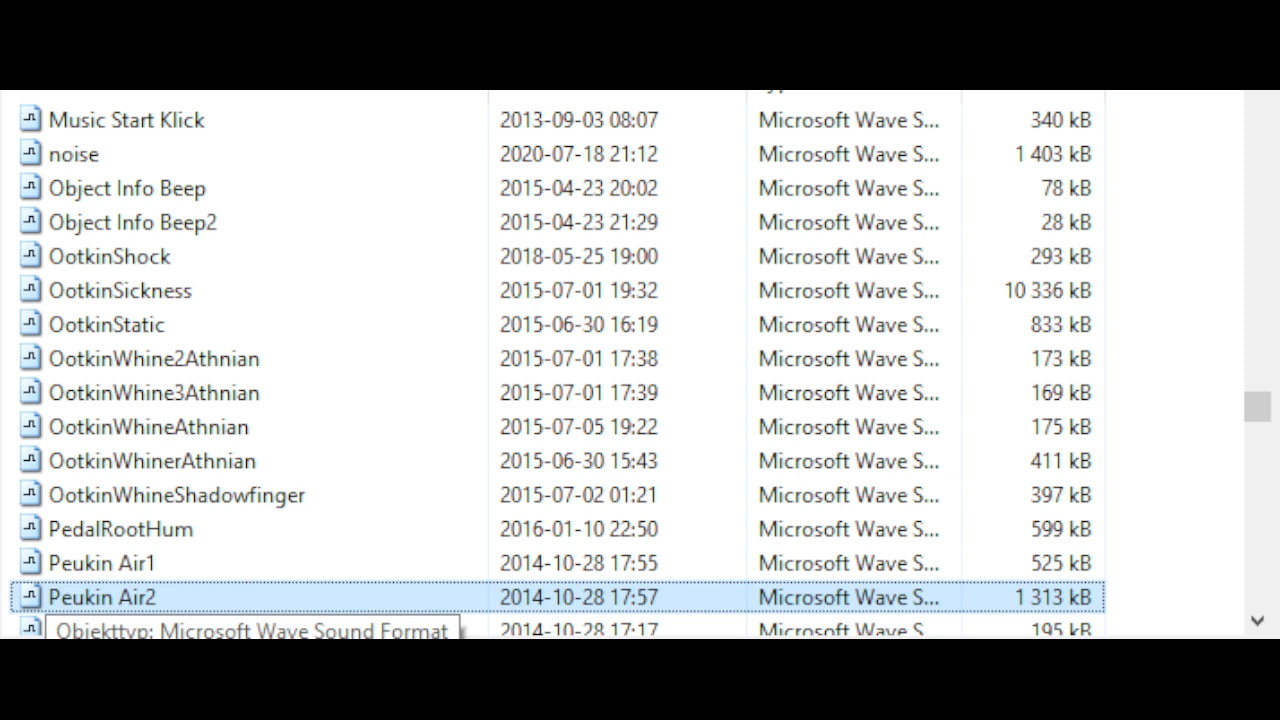 Music Start Klick 2013-09-03 08:07 Microsoft Wave S... 340 kB
noise 2020-07-18 21:12 Microsoft Wave S... 1 403 kB
Object Info Beep 2015-04-23 20:02 Microsoft Wave S... 78 kB
Object Info Beep2 2015-04-23 21:29 Microsoft Wave S... 28 kB
OotkinShock 2018-05-25 19:00 Microsoft Wave S... 293 kB
OotkinSickness 2015-07-01 19:32 Microsoft Wave S... 10 336 kB
OotkinStatic 2015-06-30 16:19 Microsoft Wave S... 833 kB
OotkinWhine2Athnian 2015-07-01 17:38 Microsoft Wave S... 173 kB
OotkinWhine3Athnian 2015-07-01 17:39 Microsoft Wave S... 169 kB
OotkinWhineAthnian 2015-07-05 19:22 Microsoft Wave S... 175 kB
OotkinWhinerAthnian 2015-06-30 15:43 Microsoft Wave S... 411 kB
OotkinWhineShadowfinger 2015-07-02 01:21 Microsoft Wave S... 397 kB
PedalRootHum 2016-01-10 22:50 Microsoft Wave S... 599 kB
Peukin Air1 2014-10-28 17:55 Microsoft Wave S... 525 kB
Peukin Air2 2014-10-28 17:57 Microsoft Wave S... 1 313 kB
Objekttyp: Microsoft Wave Sound Format 2014-10-28 17:17 Microsoft Wave S... 195 kB